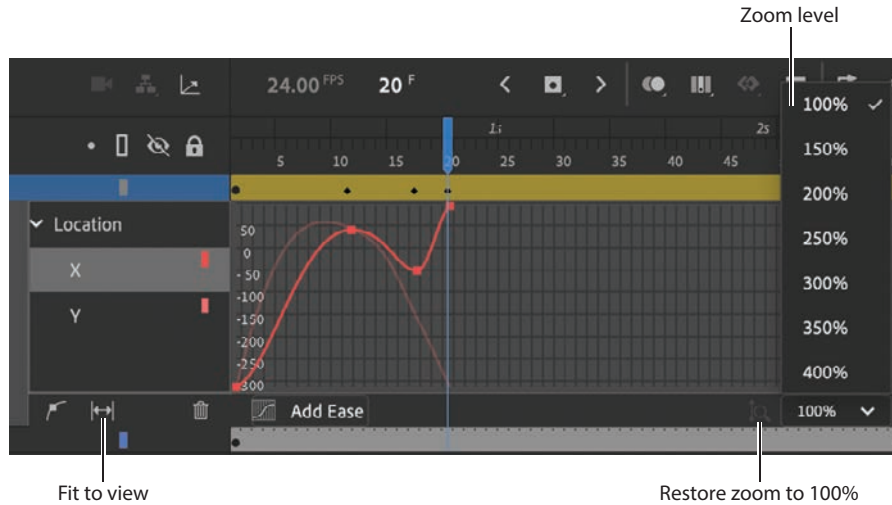 Zoom level
24.00 FPS 20 F
100%
1s 2s
5 10 15 20 25 30 35 40 45
150%
200%
Location
50
250%
0
X
- 50
300%
-100
Y
-150
350%
-200
-250
400%
-300
Add Ease
100%
Fit to view
Restore zoom to 100%